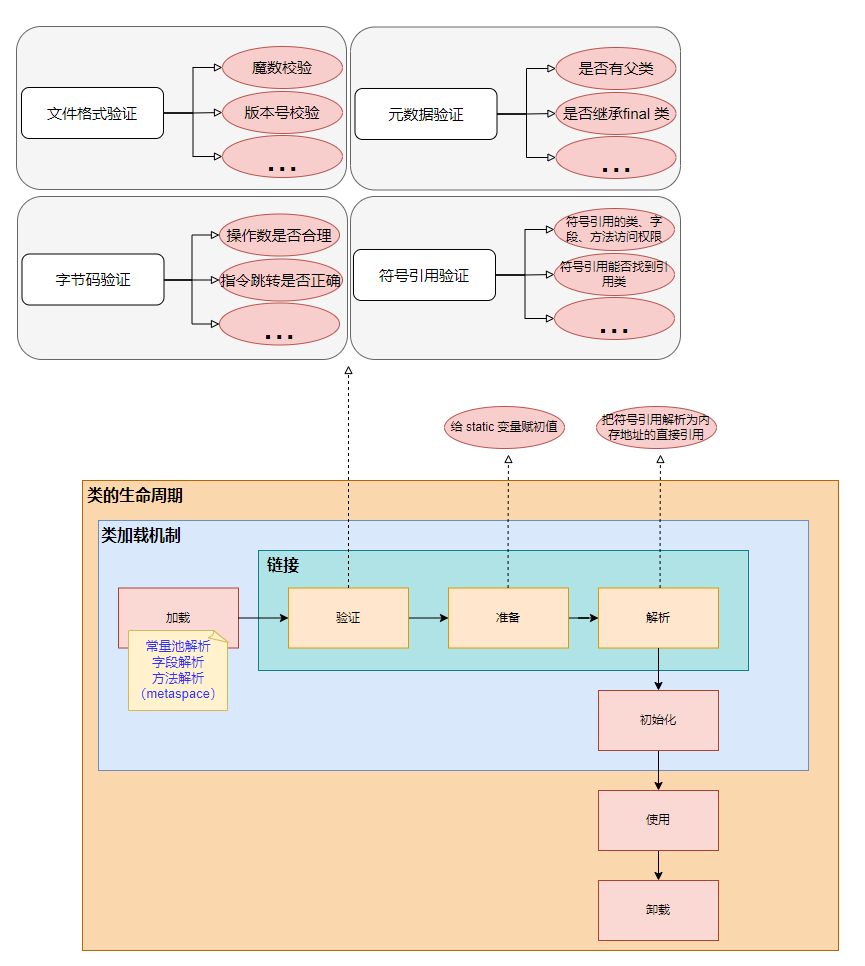 文件格式验证
魔数校验
版本号校验
...
元数据验证
是否有父类
是否继承final 类
...
字节码验证
操作数是否合理
指令跳转是否正确
...
符号引用验证
符号引用的类、字
段、方法访问权限
符号引用能否找到引
用类
...
给 static 变量赋初值
把符号引用解析为内
存地址的直接引用
类的生命周期
类加载机制
链接
加载
常量池解析
字段解析
方法解析
（metaspace）
验证
准备
解析
初始化
使用
卸载